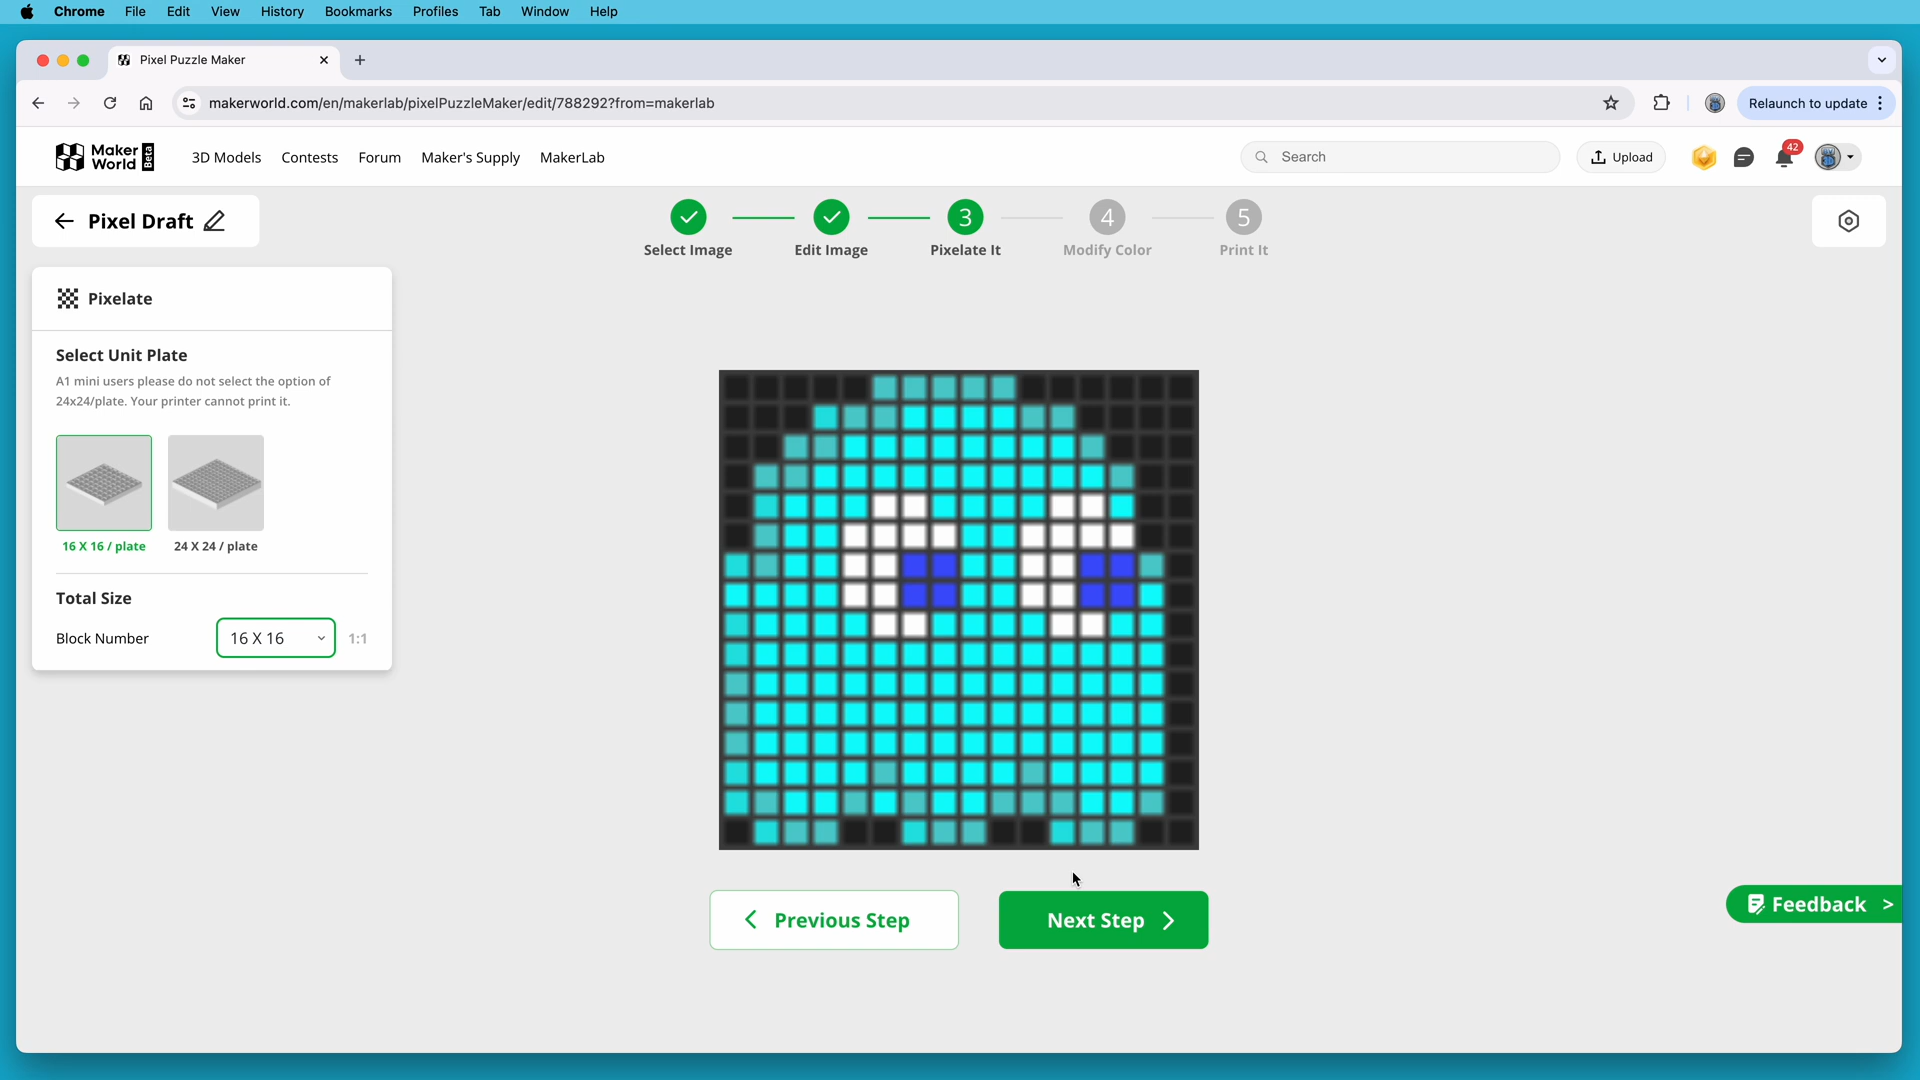 Chrome File Edit View History Bookmarks Profiles Tab Window Help
Pixel Puzzle Maker
makerworld.com/en/makerlab/pixelPuzzleMaker/edit/788292?from=makerlab
Relaunch to update
Maker
World
Beta
3D Models Contests Forum Maker's Supply MakerLab
Search
Upload
42
Pixel Draft
3 4 5
Select Image Edit Image Pixelate It Modify Color Print It
Pixelate
Select Unit Plate
A1 mini users please do not select the option of
24x24/plate. Your printer cannot print it.
16 X 16 / plate 24 X 24 / plate
Total Size
Block Number 16 X 16 1:1
Previous Step
Next Step
Feedback >